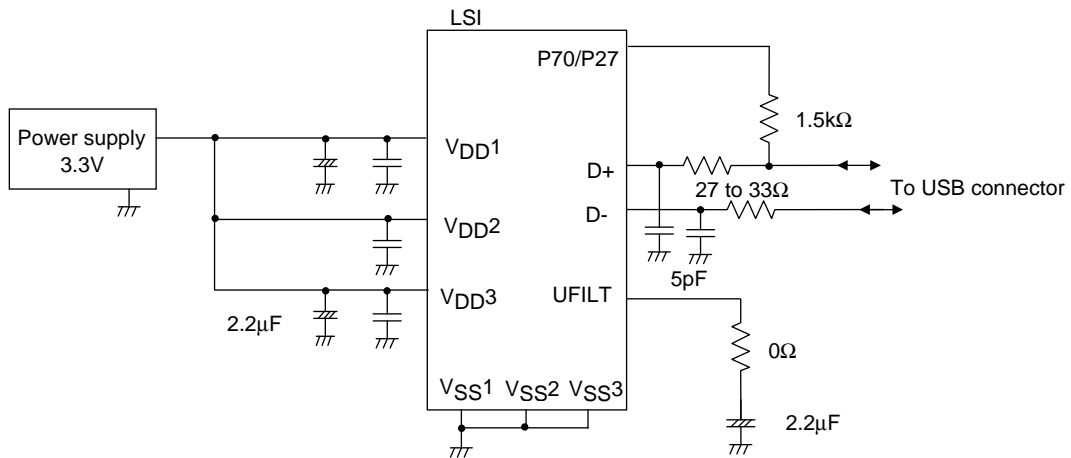 LSI
P70/P27
Power supply
3.3V
VDD1
1.5kΩ
D+
27 to 33Ω
To USB connector
VDD2
D-
5pF
VDD3
UFILT
2.2μF
0Ω
VSS1
VSS2
VSS3
2.2μF